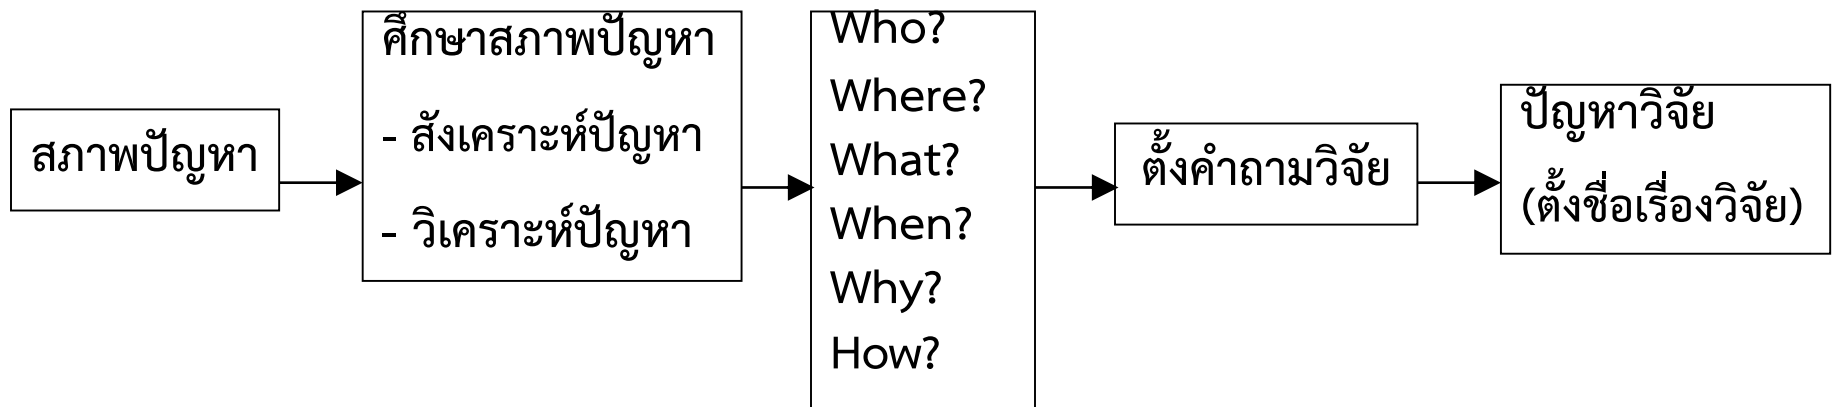 สภาพปัญหา
ศึกษาสภาพปัญหา
- สังเคราะห์ปัญหา
- วิเคราะห์ปัญหา
Who?
Where?
What?
When?
Why?
How?
ตั้งคำถามวิจัย
ปัญหาวิจัย
(ตั้งชื่อเรื่องวิจัย)